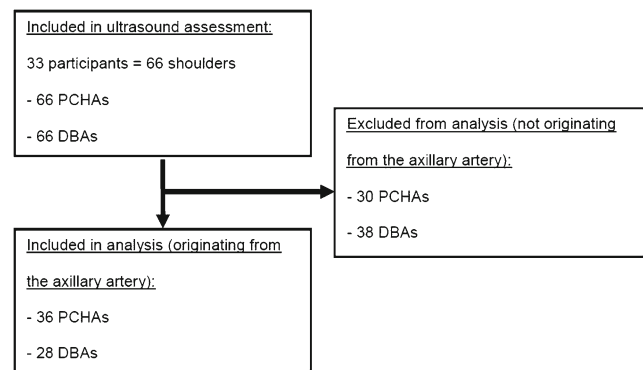 Included in ultrasound assessment:
33 participants = 66 shoulders
- 66 PCHAs
- 66 DBAs
Excluded from analysis (not originating
from the axillary artery):
- 30 PCHAs
- 38 DBAs
Included in analysis (originating from
the axillary artery):
- 36 PCHAs
- 28 DBAs